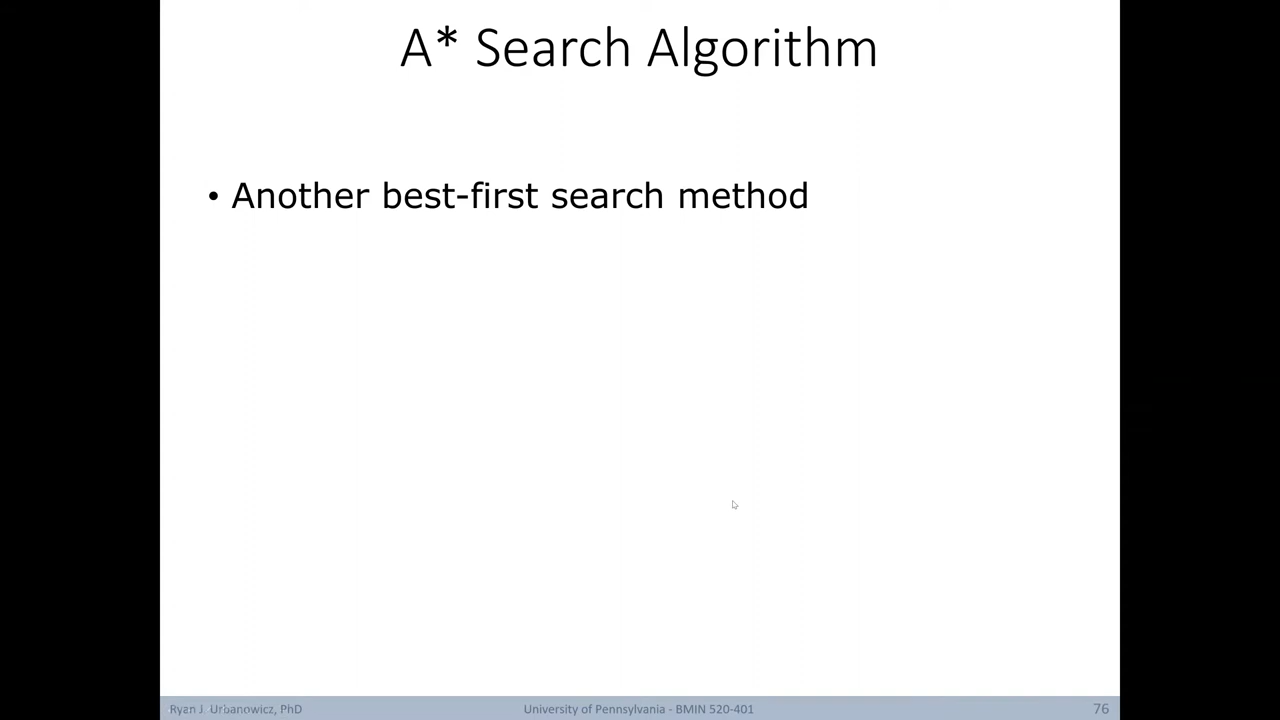 A* Search Algorithm
• Another best-first search method
Ryan J. Urbanowicz, PhD
University of Pennsylvania - BMIN 520-401
76